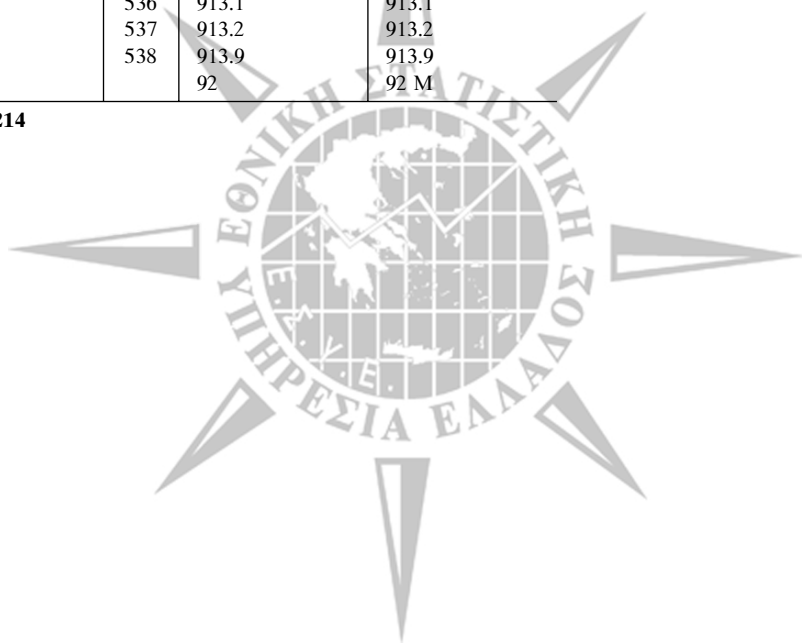 536 913.1 913.1
537 913.2 913.2
538 913.9 913.9
92 92 M
214
ΕΘΝΙΚΗ ΣΤΑΤΙΣΤΙΚΗ
ΥΠΗΡΕΣΙΑ ΕΛΛΑΔΟΣ
Ε.Σ.Υ.Ε.